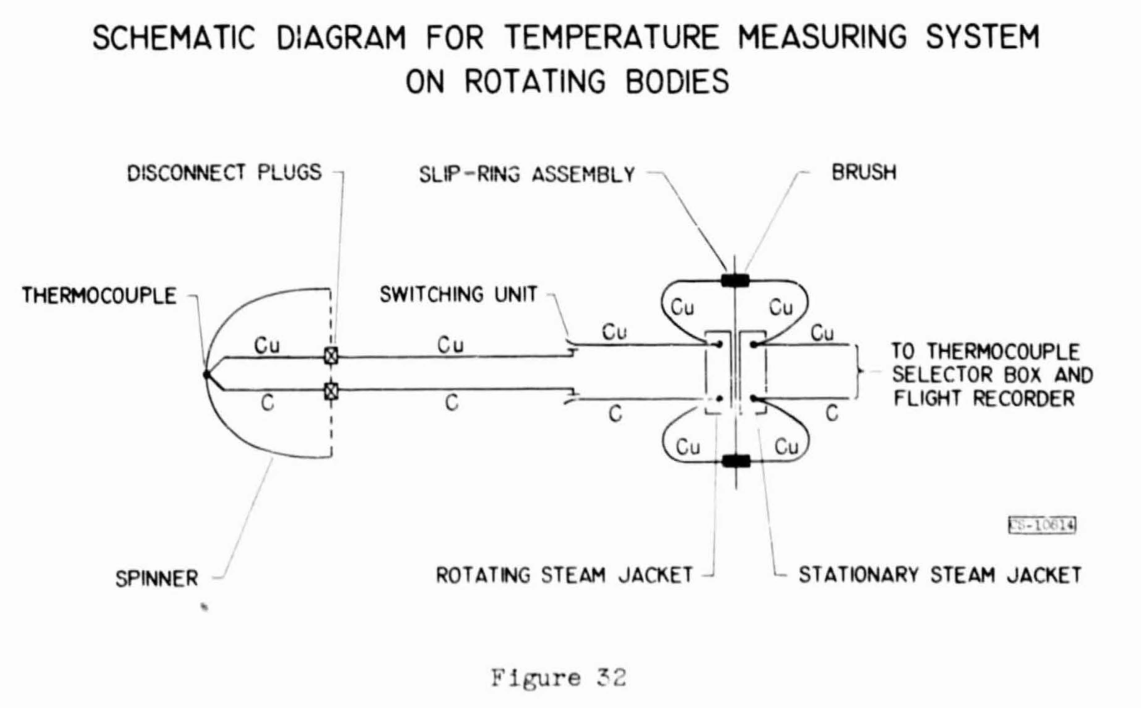 SCHEMATIC DIAGRAM FOR TEMPERATURE MEASURING SYSTEM
ON ROTATING BODIES
DISCONNECT PLUGS
SLIP-RING ASSEMBLY
BRUSH
THERMOCOUPLE
SWITCHING UNIT
Cu
Cu
Cu
Cu
Cu
Cu
TO THERMOCOUPLE
SELECTOR BOX AND
FLIGHT RECORDER
C
C
C
C
Cu
Cu
CS-10614
SPINNER
ROTATING STEAM JACKET
STATIONARY STEAM JACKET
Figure 32